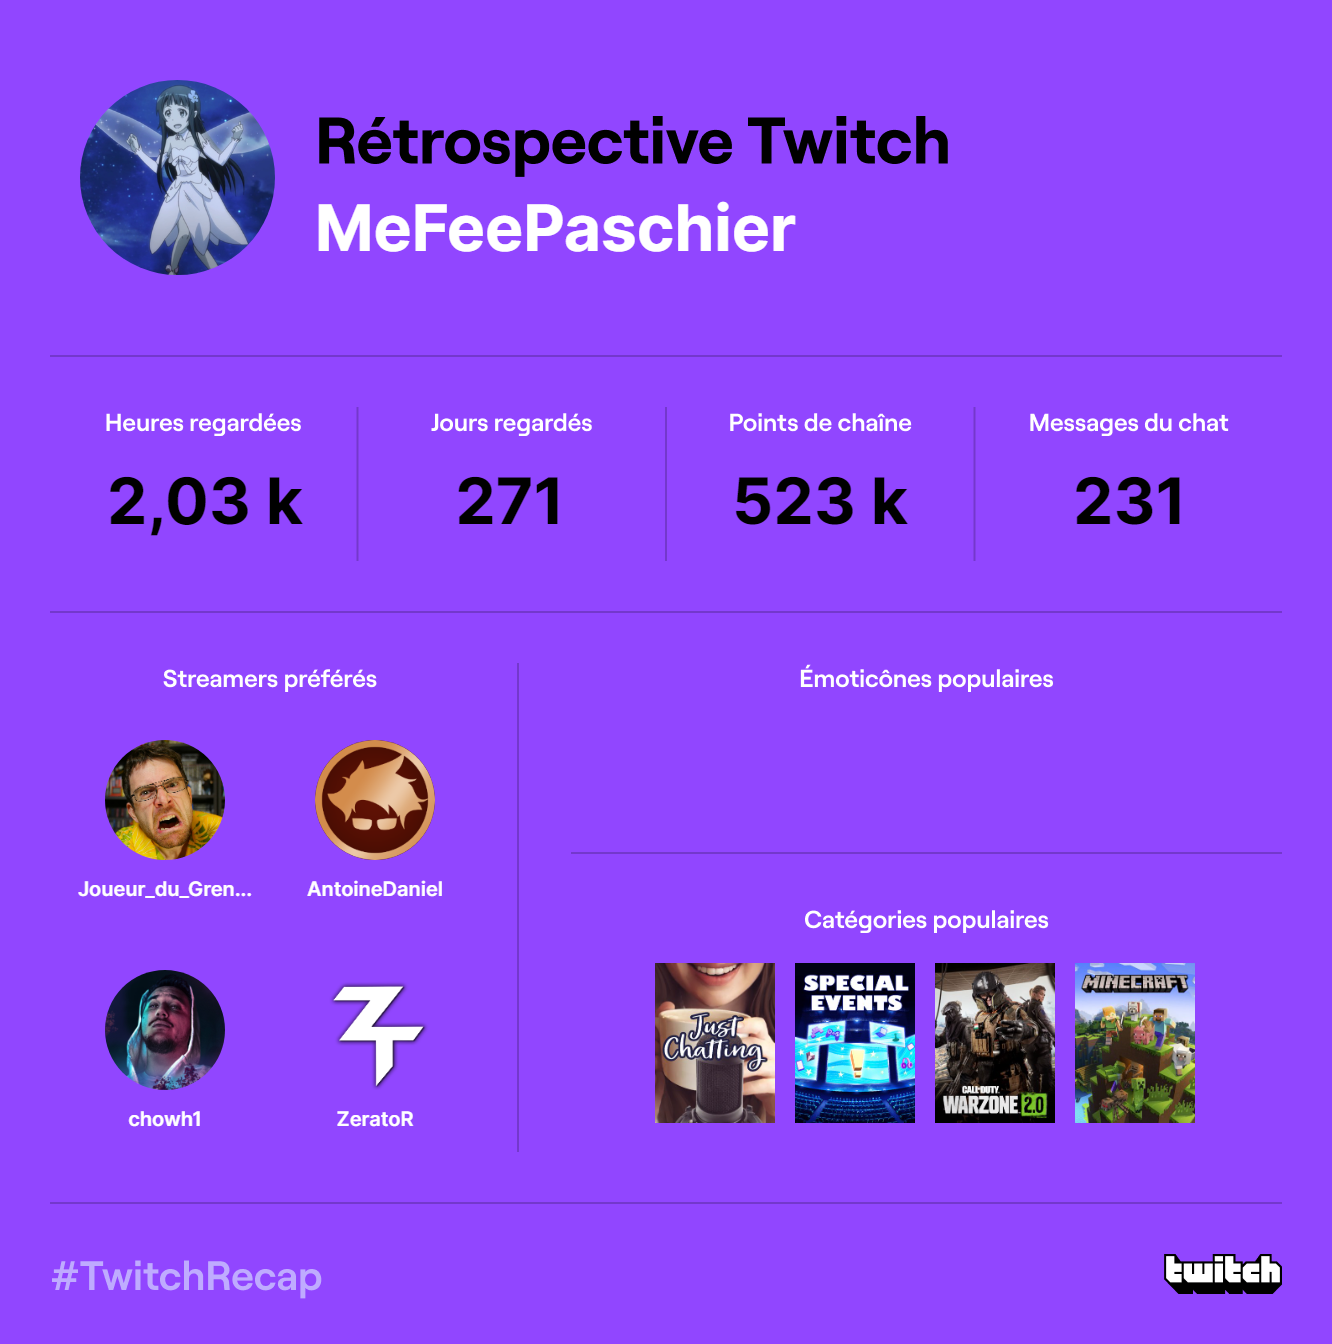 Rétrospective Twitch
MeFeePaschier
Heures regardées
2,03 k
Jours regardés
271
Points de chaîne
523 k
Messages du chat
231
Streamers préférés
Joueur_du_Gren...
AntoineDaniel
chowh1
ZeratoR
Émoticônes populaires
Catégories populaires
Just
Chatting
SPECIAL
EVENTS
CALL OF DUTY
WARZONE 2.0
MINECRAFT
#TwitchRecap
twitch